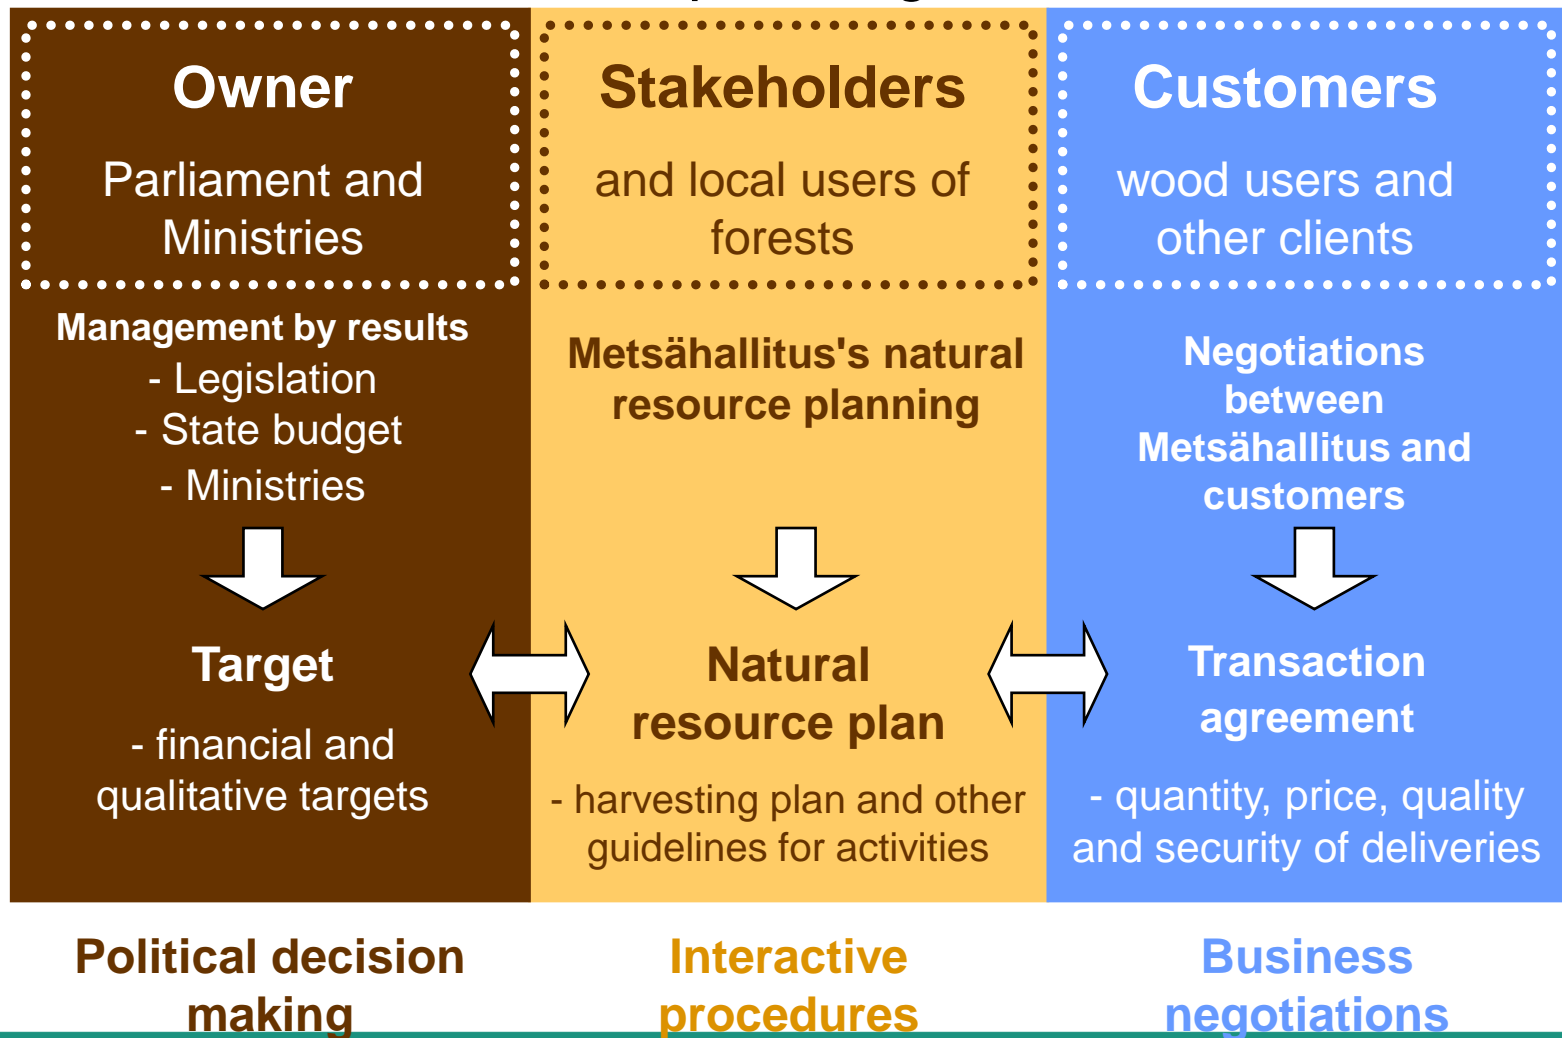 Owner
Parliament and
Ministries
Management by results
- Legislation
- State budget
- Ministries
Target
- financial and
qualitative targets
Political decision
making
Stakeholders
and local users of
forests
Metsähallitus's natural
resource planning
Natural
resource plan
- harvesting plan and other
guidelines for activities
Interactive
procedures
Customers
wood users and
other clients
Negotiations
between
Metsähallitus and
customers
Transaction
agreement
- quantity, price, quality
and security of deliveries
Business
negotiations